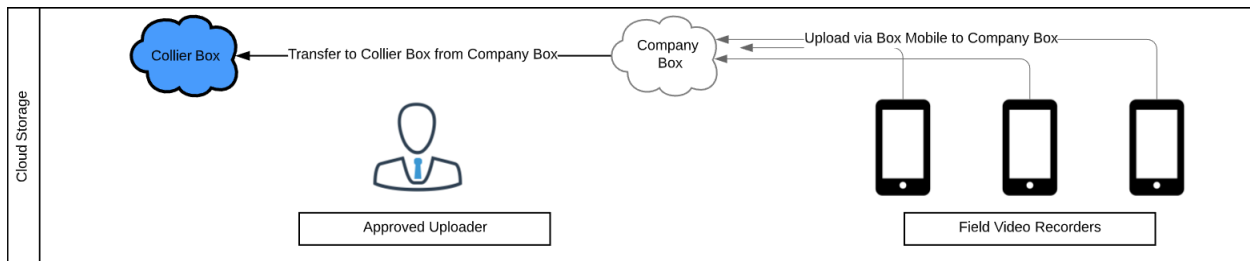 Cloud Storage
Collier Box
Transfer to Collier Box from Company Box
Company
Box
Upload via Box Mobile to Company Box
Approved Uploader
Field Video Recorders